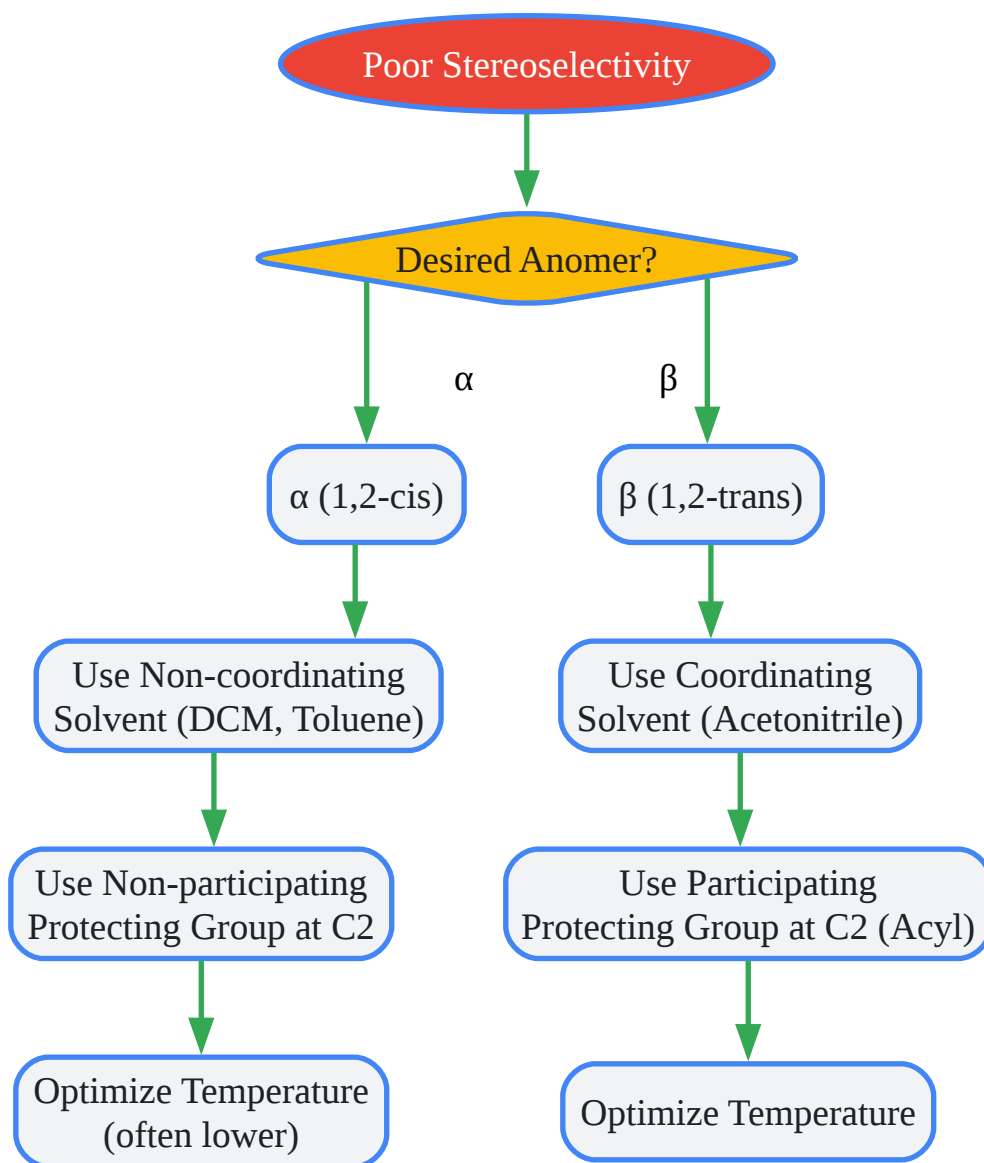 Poor Stereoselectivity
Desired Anomer?
α
β
α (1,2-cis)
β (1,2-trans)
Use Non-coordinating
Solvent (DCM, Toluene)
Use Coordinating
Solvent (Acetonitrile)
Use Non-participating
Protecting Group at C2
Use Participating
Protecting Group at C2 (Acyl)
Optimize Temperature
(often lower)
Optimize Temperature